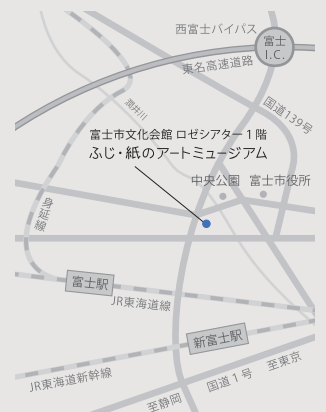 西富士バイパス
富士
I.C.
東名高速道路
国道139号
潤井川
富士市文化会館 ロゼシアター1階
ふじ・紙のアートミュージアム
中央公園
富士市役所
身延線
富士駅
JR東海道線
新富士駅
JR東海道新幹線
国道1号
至東京
至静岡